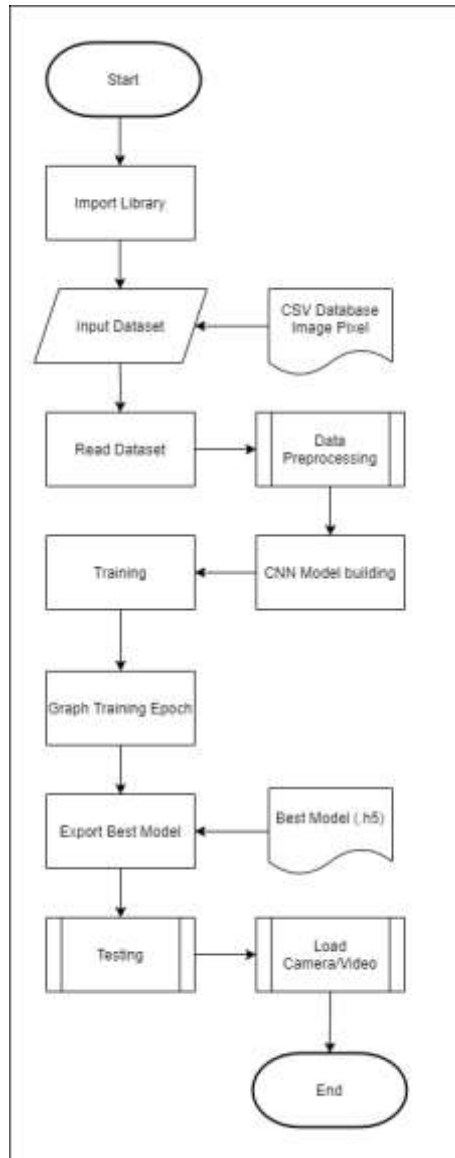 Start
Import Library
Input Dataset
CSV Database
Image Pixel
Read Dataset
Data
Preprocessing
Training
CNN Model building
Graph Training Epoch
Export Best Model
Best Model (.h5)
Testing
Load
Camera/Video
End